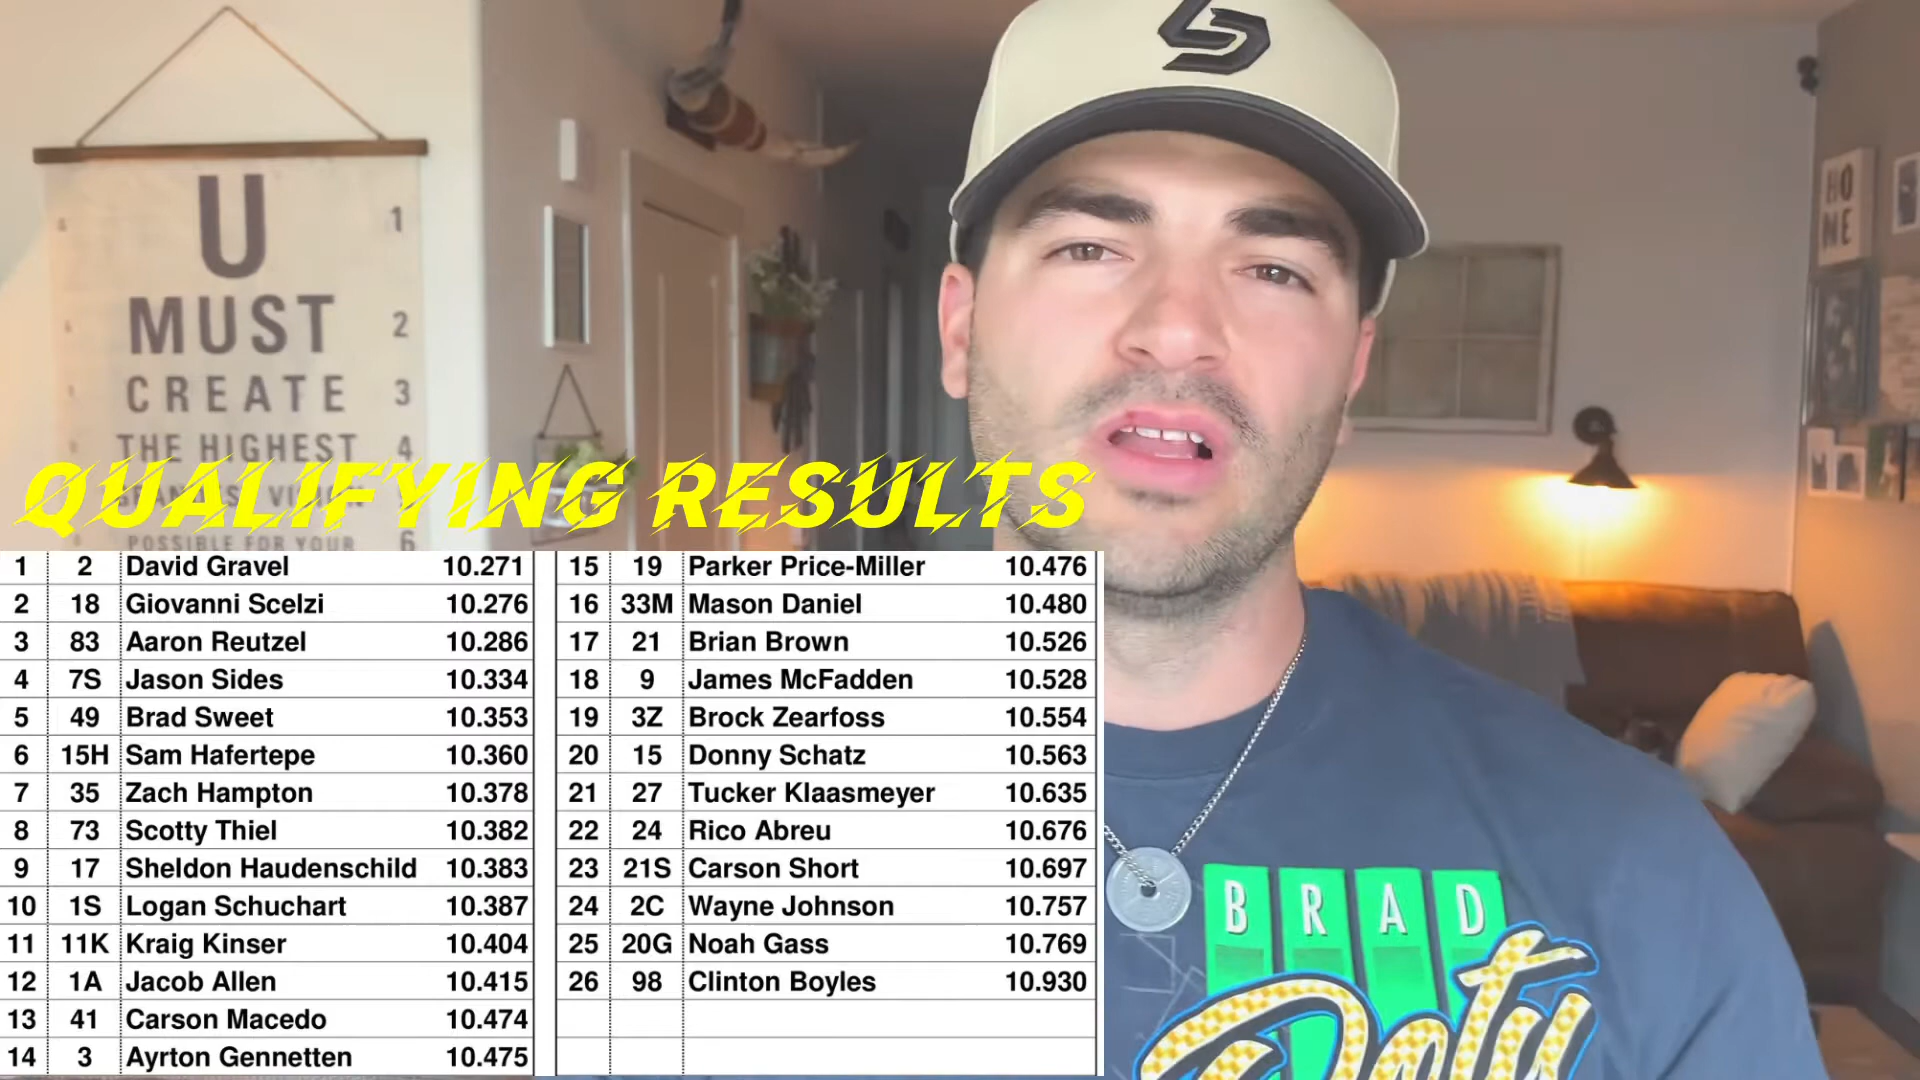 U
1
MUST
2
CREATE
3
THE HIGHEST
4
POSSIBLE FOR YOUR
6
HO
ME
QUALIFYING RESULTS
1 2 David Gravel 10.271
2 18 Giovanni Scelzi 10.276
3 83 Aaron Reutzel 10.286
4 7S Jason Sides 10.334
5 49 Brad Sweet 10.353
6 15H Sam Hafertepe 10.360
7 35 Zach Hampton 10.378
8 73 Scotty Thiel 10.382
9 17 Sheldon Haudenschild 10.383
10 1S Logan Schuchart 10.387
11 11K Kraig Kinser 10.404
12 1A Jacob Allen 10.415
13 41 Carson Macedo 10.474
14 3 Ayrton Gennetten 10.475
15 19 Parker Price-Miller 10.476
16 33M Mason Daniel 10.480
17 21 Brian Brown 10.526
18 9 James McFadden 10.528
19 3Z Brock Zearfoss 10.554
20 15 Donny Schatz 10.563
21 27 Tucker Klaasmeyer 10.635
22 24 Rico Abreu 10.676
23 21S Carson Short 10.697
24 2C Wayne Johnson 10.757
25 20G Noah Gass 10.769
26 98 Clinton Boyles 10.930
BRAD
Doty